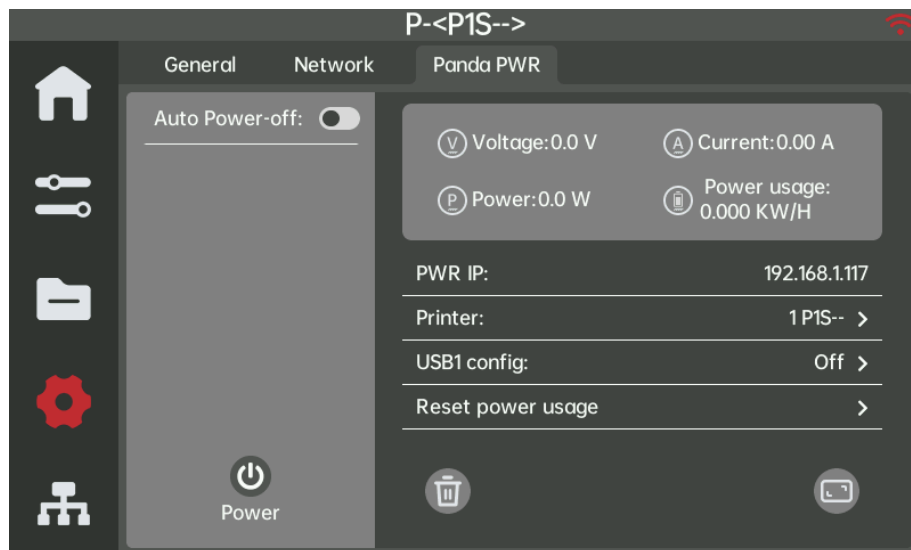 P-<P1S-->
General Network Panda PWR
Auto Power-off:
V Voltage:0.0 V
A Current:0.00 A
P Power:0.0 W
Power usage:
0.000 KW/H
PWR IP: 192.168.1.117
Printer: 1 P1S-- >
USB1 config: Off >
Reset power usage >
Power